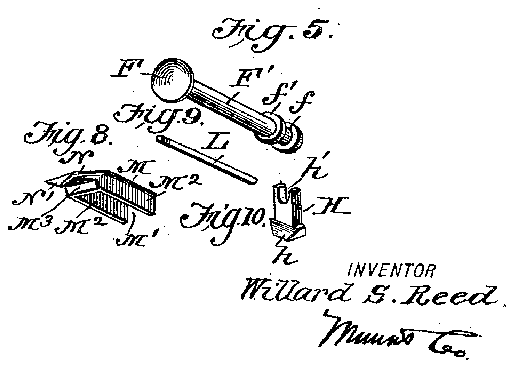 Fig. 5.
F
F'
f'
f
Fig. 9.
L
Fig. 8.
N
M
M²
N'
M³
M²
M'
Fig. 10.
h'
H
h
INVENTOR
Willard S. Reed.
Munn & Co.